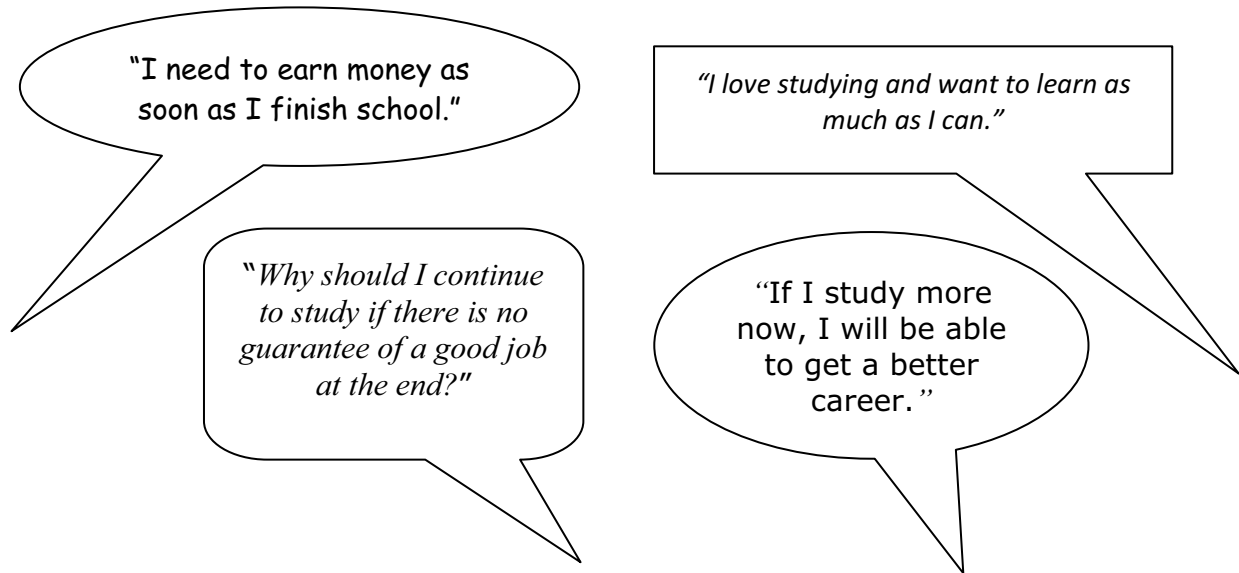 "I need to earn money as
soon as I finish school."
"I love studying and want to learn as
much as I can."
"Why should I continue
to study if there is no
guarantee of a good job
at the end?"
"If I study more
now, I will be able
to get a better
career."